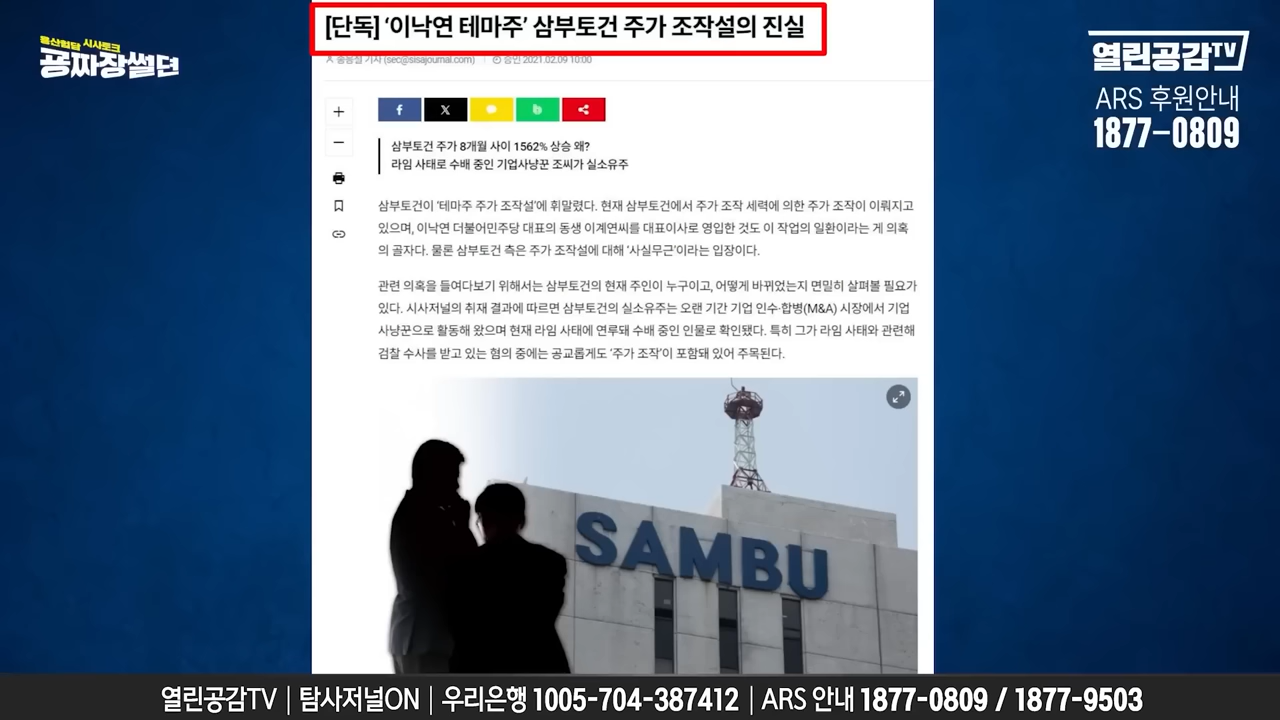 [단독] ‘이낙연 테마주’ 삼부토건 주가 조작설의 진실
기자 (sec@sisajournal.com) | 승인 2021.02.09 10:00
용산협담 시사토크
공짜장썰뎐
열린공감TV
ARS 후원안내
1877-0809
삼부토건 주가 8개월 사이 1562% 상승 왜?
라임 사태로 수배 중인 기업사냥꾼 조씨가 실소유주
삼부토건이 ‘테마주 주가 조작설’에 휘말렸다. 현재 삼부토건에서 주가 조작 세력에 의한 주가 조작이 이뤄지고
있으며, 이낙연 더불어민주당 대표의 동생 이계연씨를 대표이사로 영입한 것도 이 작업의 일환이라는 게 의혹
의 골자다. 물론 삼부토건 측은 주가 조작설에 대해 ‘사실무근’이라는 입장이다.
관련 의혹을 들여다보기 위해서는 삼부토건의 현재 주인이 누구이고, 어떻게 바뀌었는지 면밀히 살펴볼 필요가
있다. 시사저널의 취재 결과에 따르면 삼부토건의 실소유주는 오랜 기간 기업 인수·합병(M&A) 시장에서 기업
사냥꾼으로 활동해 왔으며 현재 라임 사태에 연루돼 수배 중인 인물로 확인됐다. 특히 그가 라임 사태와 관련해
검찰 수사를 받고 있는 혐의 중에는 공교롭게도 ‘주가 조작’이 포함돼 있어 주목된다.
SAMBU
열린공감TV | 탐사저널ON | 우리은행 1005-704-387412 | ARS 안내 1877-0809 / 1877-9503